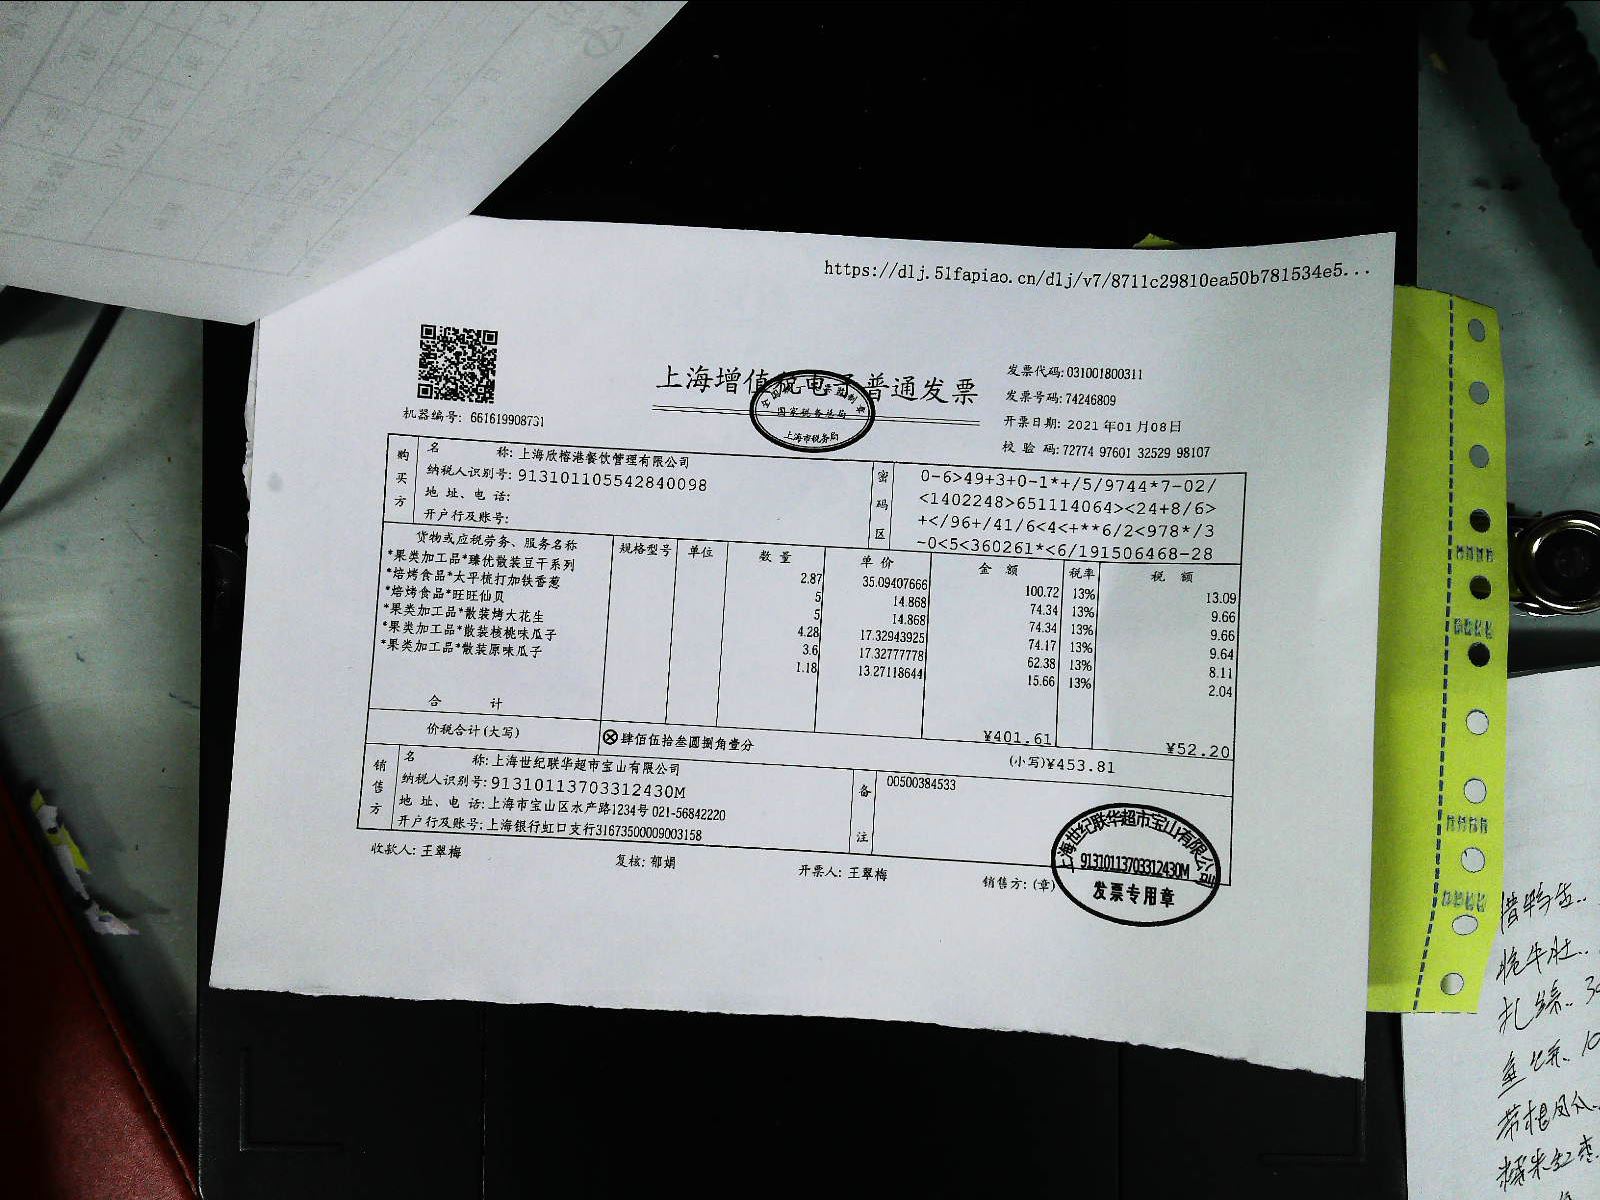 https://dlj.51fapiao.cn/dlj/v7/8711c29810ea50b781534e5...
上海增值税电子普通发票
国家税务总局
上海市税务局
机器编号: 661619908731
发票代码: 031001800311
发票号码: 74246809
开票日期: 2021 年01 月08日
校 验 码: 72774 97601 32529 98107
购买方
名 称: 上海欣榕港餐饮管理有限公司
纳税人识别号: 913101105542840098
地 址、电 话:
开户行及账号:
密码区
0-6>49+3+0-1*+/5/9744*7-02/
<1402248>651114064><24+8/6>
+</96+/41/6<4<+**6/2<978*/3
-0<5<360261*<6/191506468-28
货物或应税劳务、服务名称 规格型号 单位 数 量 单 价 金 额 税率 税 额
*果类加工品*臻优散装豆干系列 2.87 35.09407666 100.72 13% 13.09
*焙烤食品*太平梳打加铁香葱 5 14.868 74.34 13% 9.66
*焙烤食品*旺旺仙贝 5 14.868 74.34 13% 9.66
*果类加工品*散装烤大花生 4.28 17.32943925 74.17 13% 9.64
*果类加工品*散装核桃味瓜子 3.6 17.32777778 62.38 13% 8.11
*果类加工品*散装原味瓜子 1.18 13.27118644 15.66 13% 2.04
合 计 ¥401.61 ¥52.20
价税合计(大写) ⊗肆佰伍拾叁圆捌角壹分 (小写)¥453.81
销售方
名 称: 上海世纪联华超市宝山有限公司
纳税人识别号: 91310113703312430M
地 址、电 话: 上海市宝山区水产路1234号 021-56842220
开户行及账号: 上海银行虹口支行31673500009003158
备注
00500384533
收款人: 王翠梅 复核: 郁娟 开票人: 王翠梅 销售方: (章)
上海世纪联华超市宝山有限公司
91310113703312430M
发票专用章